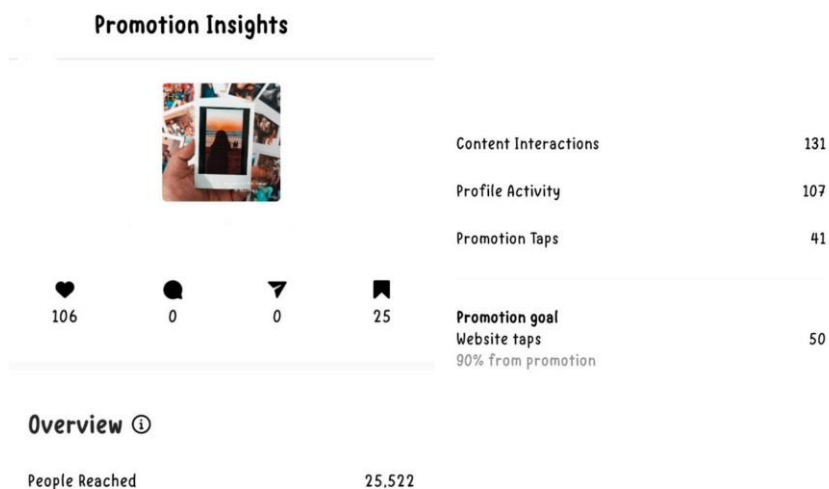 Promotion Insights
106 0 0 25
Overview
People Reached 25,522
Content Interactions 131
Profile Activity 107
Promotion Taps 41
Promotion goal
Website taps 50
90% from promotion